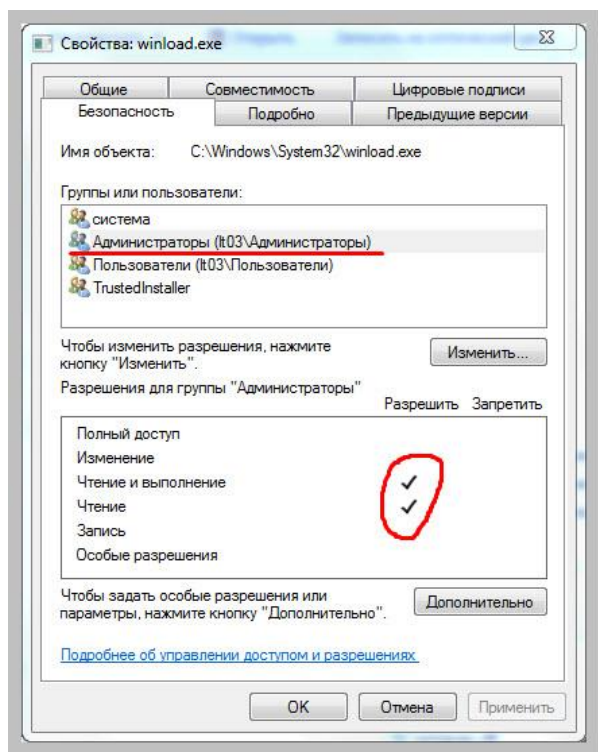 Свойства: winload.exe
Общие Совместимость Цифровые подписи
Безопасность Подробно Предыдущие версии
Имя объекта: C:\Windows\System32\winload.exe
Группы или пользователи:
система
Администраторы (lt03\Администраторы)
Пользователи (lt03\Пользователи)
TrustedInstaller
Чтобы изменить разрешения, нажмите
кнопку "Изменить".
Изменить...
Разрешения для группы "Администраторы"
Разрешить Запретить
Полный доступ
Изменение
Чтение и выполнение
Чтение
Запись
Особые разрешения
Чтобы задать особые разрешения или
параметры, нажмите кнопку "Дополнительно".
Дополнительно
Подробнее об управлении доступом и разрешениях
OK Отмена Применить